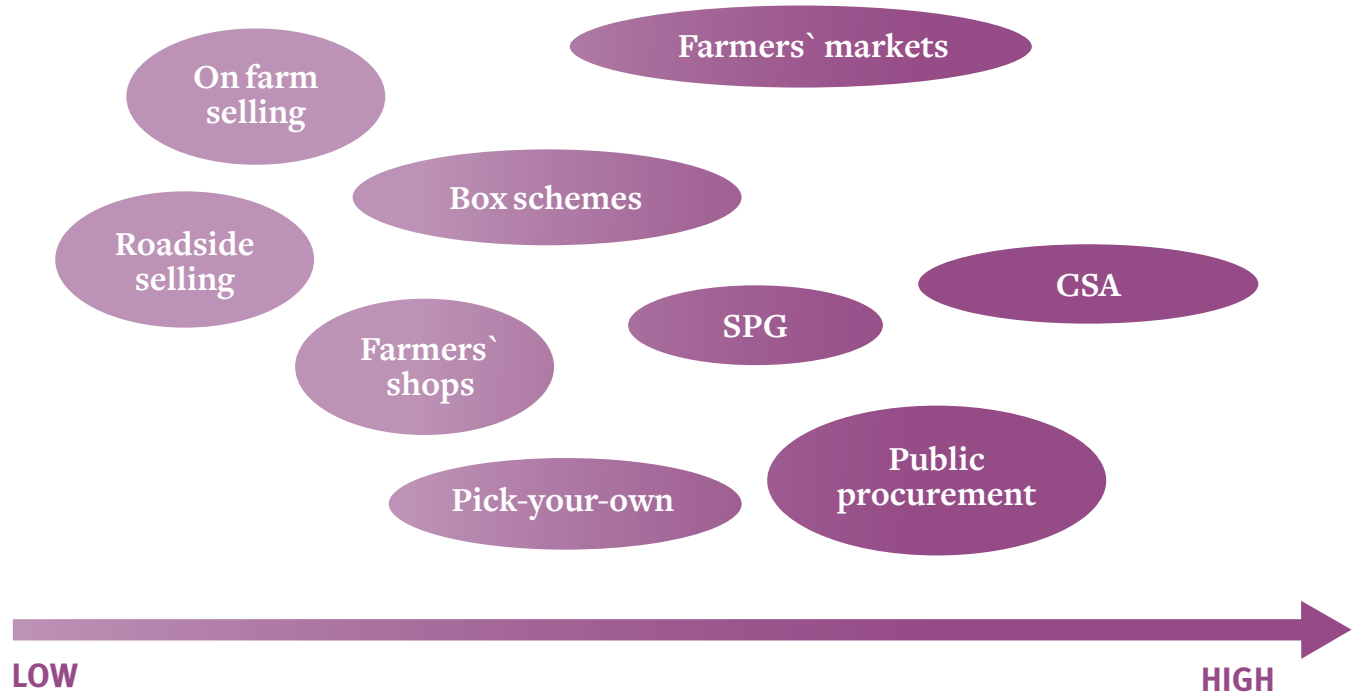 Farmers` markets
On farm
selling
Box schemes
Roadside
selling
CSA
SPG
Farmers`
shops
Public
procurement
Pick-your-own
LOW
HIGH